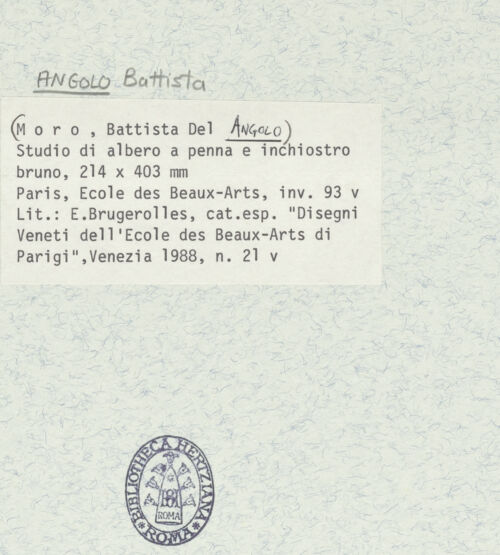 ANGOLO Battista
(M o r o , Battista Del ANGOLO)
Studio di albero a penna e inchiostro
bruno, 214 x 403 mm
Paris, Ecole des Beaux-Arts, inv. 93 v
Lit.: E.Brugerolles, cat.esp. "Disegni
Veneti dell'Ecole des Beaux-Arts di
Parigi",Venezia 1988, n. 21 v
BIBLIOTHECA HERTZIANA
BH
ROMA
* ROMA *